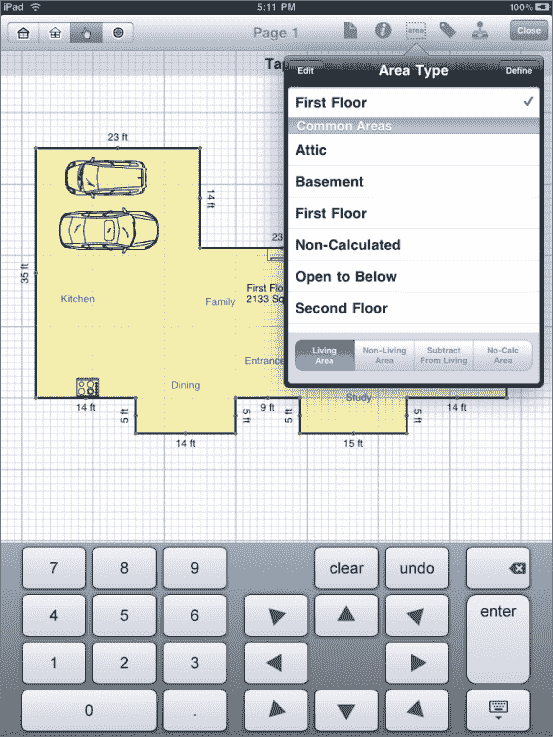 iPad 5:11 PM 100%
Page 1 area Close
Tap
Edit Area Type Define
First Floor
Common Areas
Attic
Basement
First Floor
Non-Calculated
Open to Below
Second Floor
Living Area Non-Living Area Subtract From Living No-Calc Area
23 ft
14 ft
23
35 ft
First Flo
2133 Sq
Kitchen
Family
Entrance
Dining
Study
14 ft
5 ft
14 ft
5 ft
9 ft
5 ft
15 ft
5 ft
14 ft
7 8 9 clear undo
4 5 6 enter
1 2 3
0 .